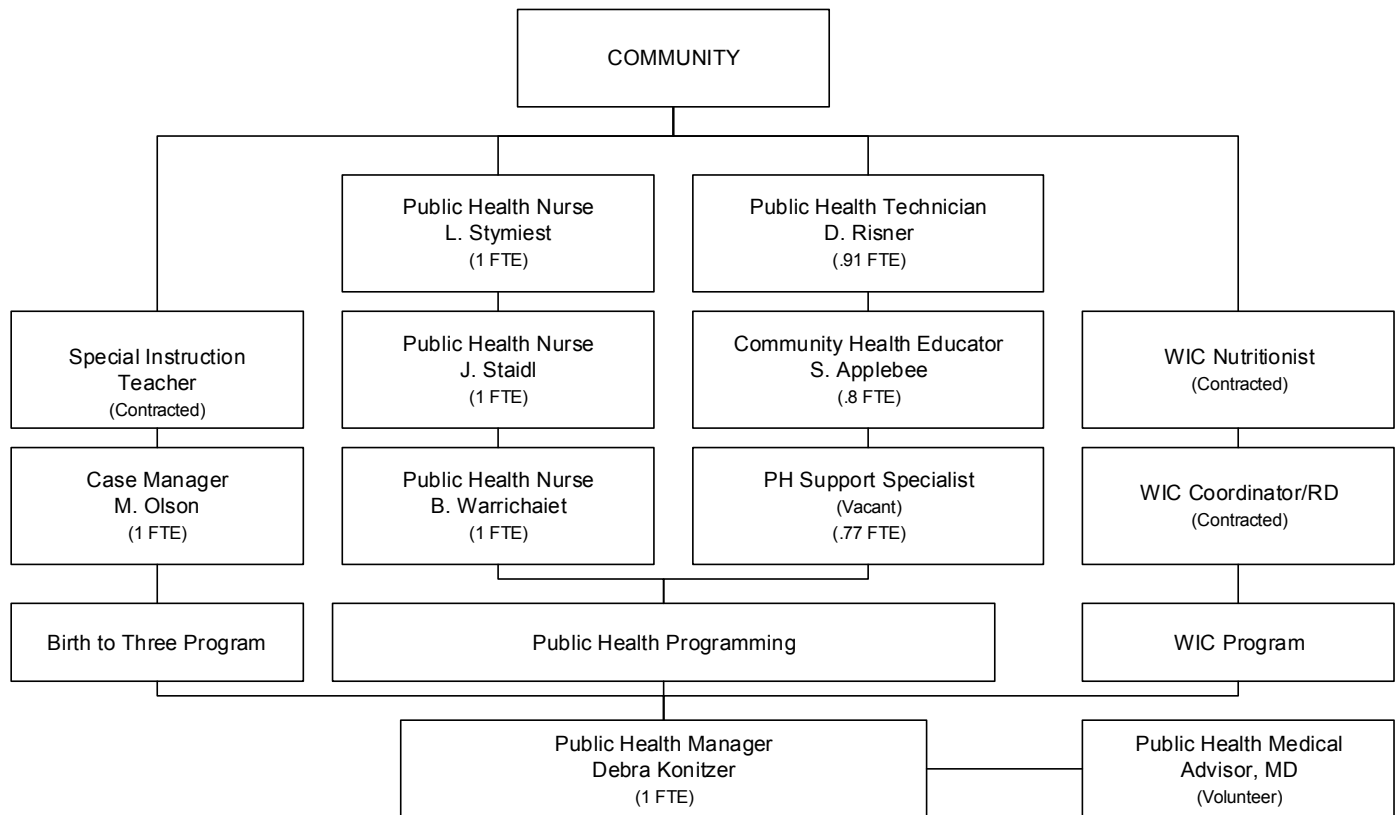 COMMUNITY
Public Health Nurse
L. Stymiest
(1 FTE)
Public Health Technician
D. Risner
(.91 FTE)
Special Instruction
Teacher
(Contracted)
Public Health Nurse
J. Staidl
(1 FTE)
Community Health Educator
S. Applebee
(.8 FTE)
WIC Nutritionist
(Contracted)
Case Manager
M. Olson
(1 FTE)
Public Health Nurse
B. Warrichaiet
(1 FTE)
PH Support Specialist
(Vacant)
(.77 FTE)
WIC Coordinator/RD
(Contracted)
Birth to Three Program
Public Health Programming
WIC Program
Public Health Manager
Debra Konitzer
(1 FTE)
Public Health Medical
Advisor, MD
(Volunteer)